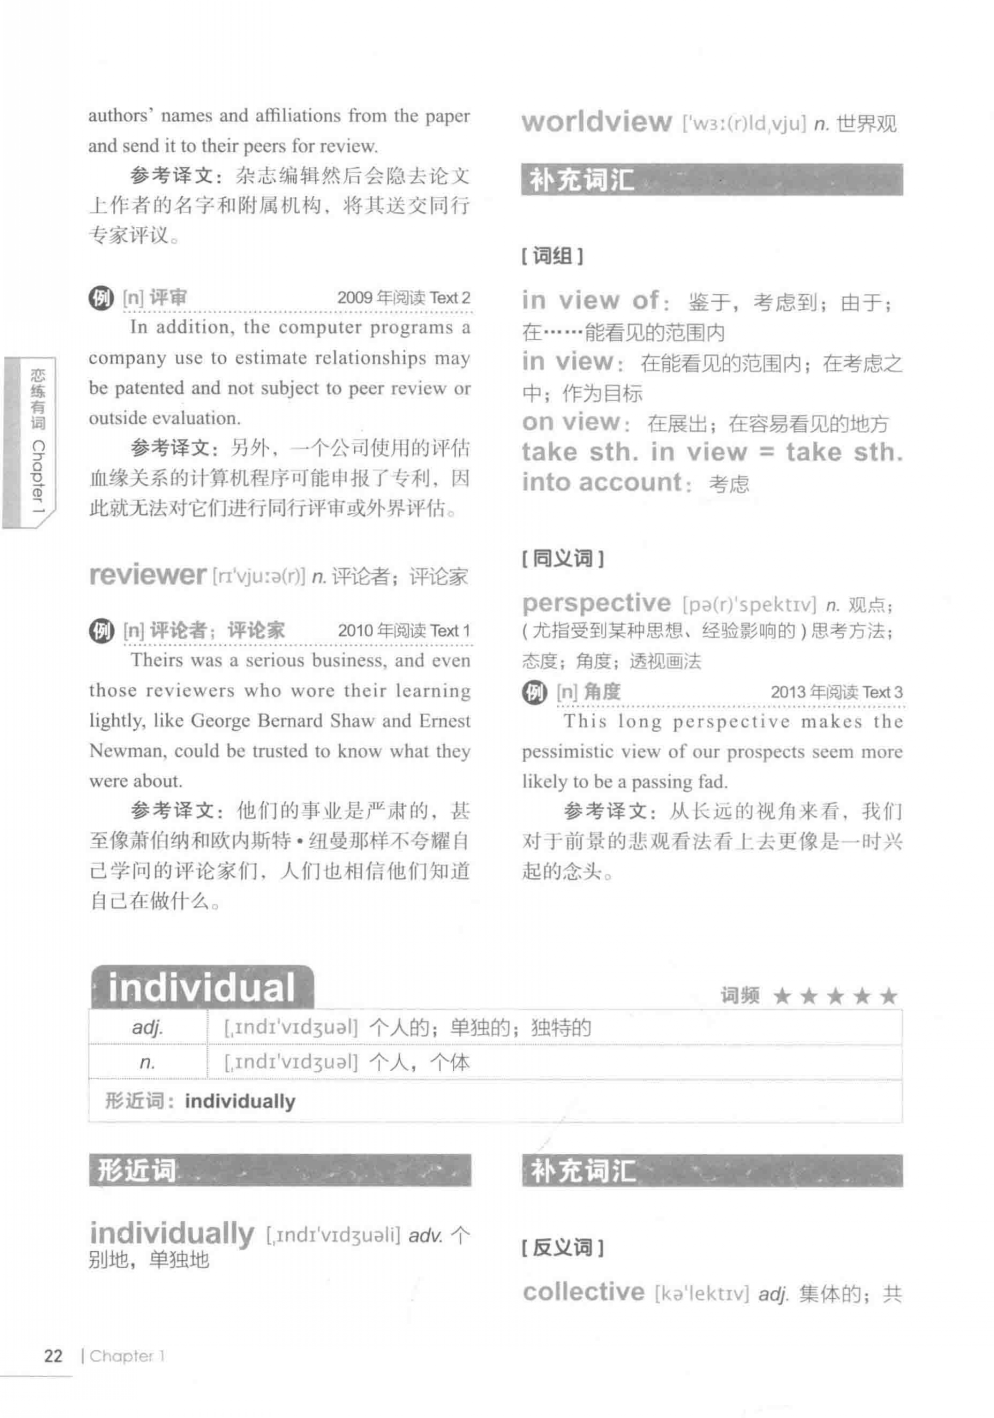 authors' names and affiliations from the paper
and send it to their peers for review.
参考译文：杂志编辑然后会隐去论文
上作者的名字和附属机构，将其送交同行
专家评议。
例 [n] 评审 2009 年阅读 Text 2
In addition, the computer programs a
company use to estimate relationships may
be patented and not subject to peer review or
outside evaluation.
参考译文：另外，一个公司使用的评估
血缘关系的计算机程序可能申报了专利，因
此就无法对它们进行同行评审或外界评估。
reviewer [rɪ'vjuːə(r)] n. 评论者；评论家
例 [n] 评论者；评论家 2010 年阅读 Text 1
Theirs was a serious business, and even
those reviewers who wore their learning
lightly, like George Bernard Shaw and Ernest
Newman, could be trusted to know what they
were about.
参考译文：他们的事业是严肃的，甚
至像萧伯纳和欧内斯特·纽曼那样不夸耀自
己学问的评论家们，人们也相信他们知道
自己在做什么。
worldview ['wɜː(r)ld,vju] n. 世界观
补充词汇
[ 词组 ]
in view of：鉴于，考虑到；由于；
在……能看见的范围内
in view：在能看见的范围内；在考虑之
中；作为目标
on view：在展出；在容易看见的地方
take sth. in view = take sth.
into account：考虑
[ 同义词 ]
perspective [pə(r)'spektɪv] n. 观点；
( 尤指受到某种思想、经验影响的 ) 思考方法；
态度；角度；透视画法
例 [n] 角度 2013 年阅读 Text 3
This long perspective makes the
pessimistic view of our prospects seem more
likely to be a passing fad.
参考译文：从长远的视角来看，我们
对于前景的悲观看法看上去更像是一时兴
起的念头。
恋练有词 Chapter 1
individual
词频 ★★★★★
adj. [,ɪndɪ'vɪdʒuəl] 个人的；单独的；独特的
n. [,ɪndɪ'vɪdʒuəl] 个人，个体
形近词：individually
形近词
individually [,ɪndɪ'vɪdʒuəli] adv. 个
别地，单独地
补充词汇
[ 反义词 ]
collective [kə'lektɪv] adj. 集体的；共
22 | Chapter 1